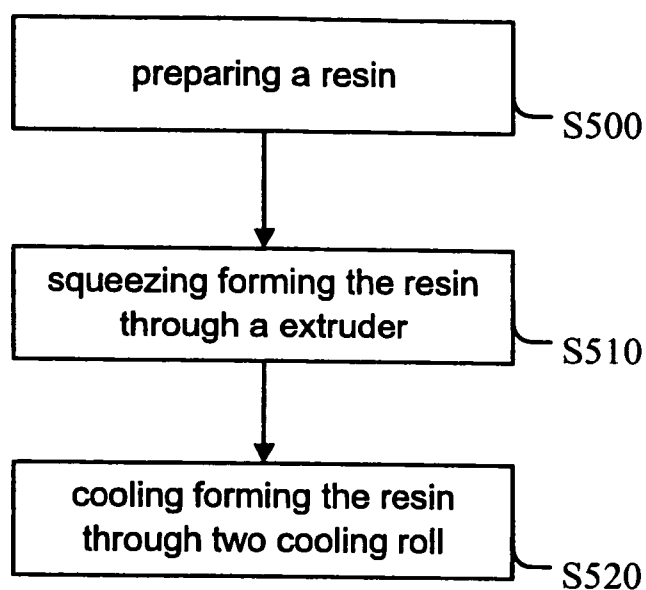 preparing a resin
S500
squeezing forming the resin
through a extruder
S510
cooling forming the resin
through two cooling roll
S520